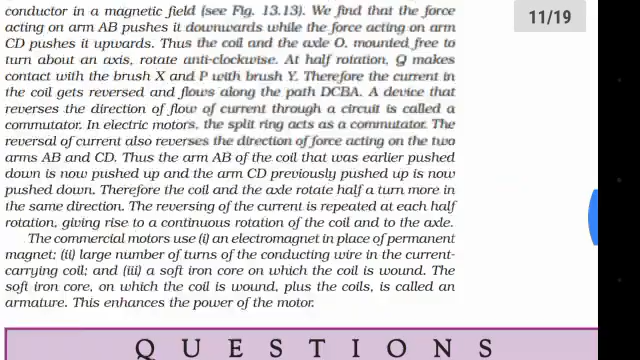 conductor in a magnetic field (see Fig. 13.13). We find that the force
acting on arm AB pushes it downwards while the force acting on arm
CD pushes it upwards. Thus the coil and the axle O, mounted free to
turn about an axis, rotate anti-clockwise. At half rotation, Q makes
contact with the brush X and P with brush Y. Therefore the current in
the coil gets reversed and flows along the path DCBA. A device that
reverses the direction of flow of current through a circuit is called a
commutator. In electric motors, the split ring acts as a commutator. The
reversal of current also reverses the direction of force acting on the two
arms AB and CD. Thus the arm AB of the coil that was earlier pushed
down is now pushed up and the arm CD previously pushed up is now
pushed down. Therefore the coil and the axle rotate half a turn more in
the same direction. The reversing of the current is repeated at each half
rotation, giving rise to a continuous rotation of the coil and to the axle.
The commercial motors use (i) an electromagnet in place of permanent
magnet; (ii) large number of turns of the conducting wire in the current-
carrying coil; and (iii) a soft iron core on which the coil is wound. The
soft iron core, on which the coil is wound, plus the coils, is called an
armature. This enhances the power of the motor.
QUESTIONS
11/19